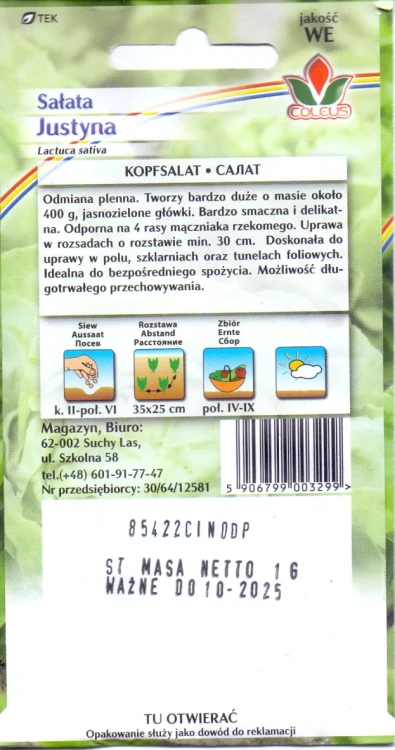 TEK
jakość
WE
COLEUS
Sałata
Justyna
Lactuca sativa
KOPFSALAT • САЛАТ
Odmiana plenna. Tworzy bardzo duże o masie około
400 g, jasnozielone główki. Bardzo smaczna i delikat-
na. Odporna na 4 rasy mączniaka rzekomego. Uprawa
w rozsadach o rozstawie min. 30 cm. Doskonała do
uprawy w polu, szklarniach oraz tunelach foliowych.
Idealna do bezpośredniego spożycia. Możliwość dłu-
gotrwałego przechowywania.
Siew
Aussaat
Посев
Rozstawa
Abstand
Расстояние
Zbiór
Ernte
Сбор
k. II-poł. VI
35x25 cm
poł. IV-IX
Magazyn, Biuro:
62-002 Suchy Las,
ul. Szkolna 58
tel.(+48) 601-91-77-47
Nr przedsiębiorcy: 30/64/12581
5 906799 003299
85422CINODP
ST MASA NETTO 1G
WAŻNE DO 10-2025
TU OTWIERAĆ
Opakowanie służy jako dowód do reklamacji